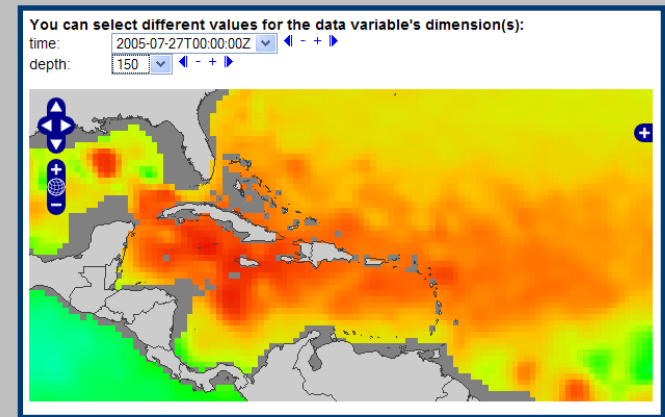 You can select different values for the data variable's dimension(s):
time: 2005-07-27T00:00:00Z - +
depth: 150 - +
+
+
−